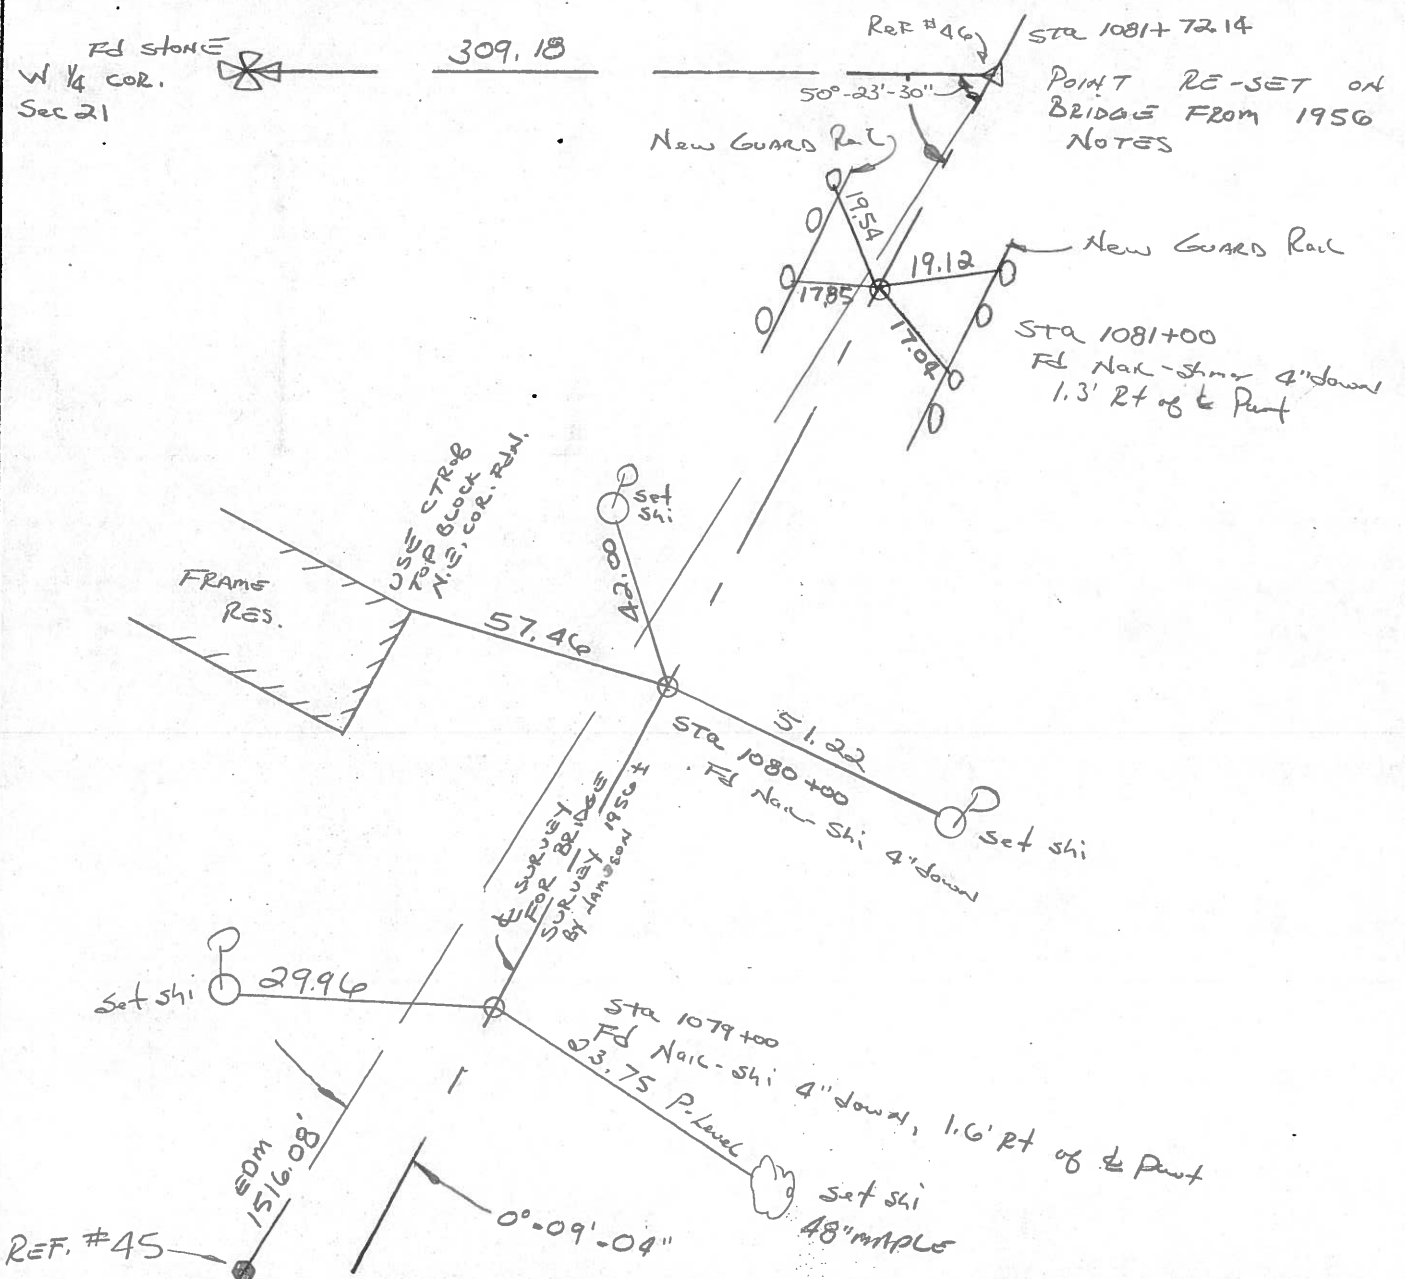 Fd STONE
W 1/4 COR.
Sec 21
309.18
REF #46
STa 1081+72.14
POINT RE-SET ON
BRIDGE FROM 1956
NOTES
50°-23'-30"
New GUARD Rail
19.54
17.85
19.12
17.04
New GUARD Rail
STa 1081+00
Fd Nail-Shiner 4" down
1.3' Rt of ℄ Pvmt
USE CTR OF
TOP BLOCK
N.E. COR. FDN.
set
shi
42.00
FRAME
RES.
57.46
51.22
STa 1080+00
Fd Nail-Shi 4" down
set shi
℄ SURVEY
FOR BRIDGE
SURVEY 1956±
BY JAMESON
set shi
29.96
Sta 1079+00
Fd Nail-shi 4" down, 1.6' Rt of ℄ Pvmt
23.75 P-Level
set shi
48" MAPLE
EDM
1516.08'
0°-09'-04"
REF. #45